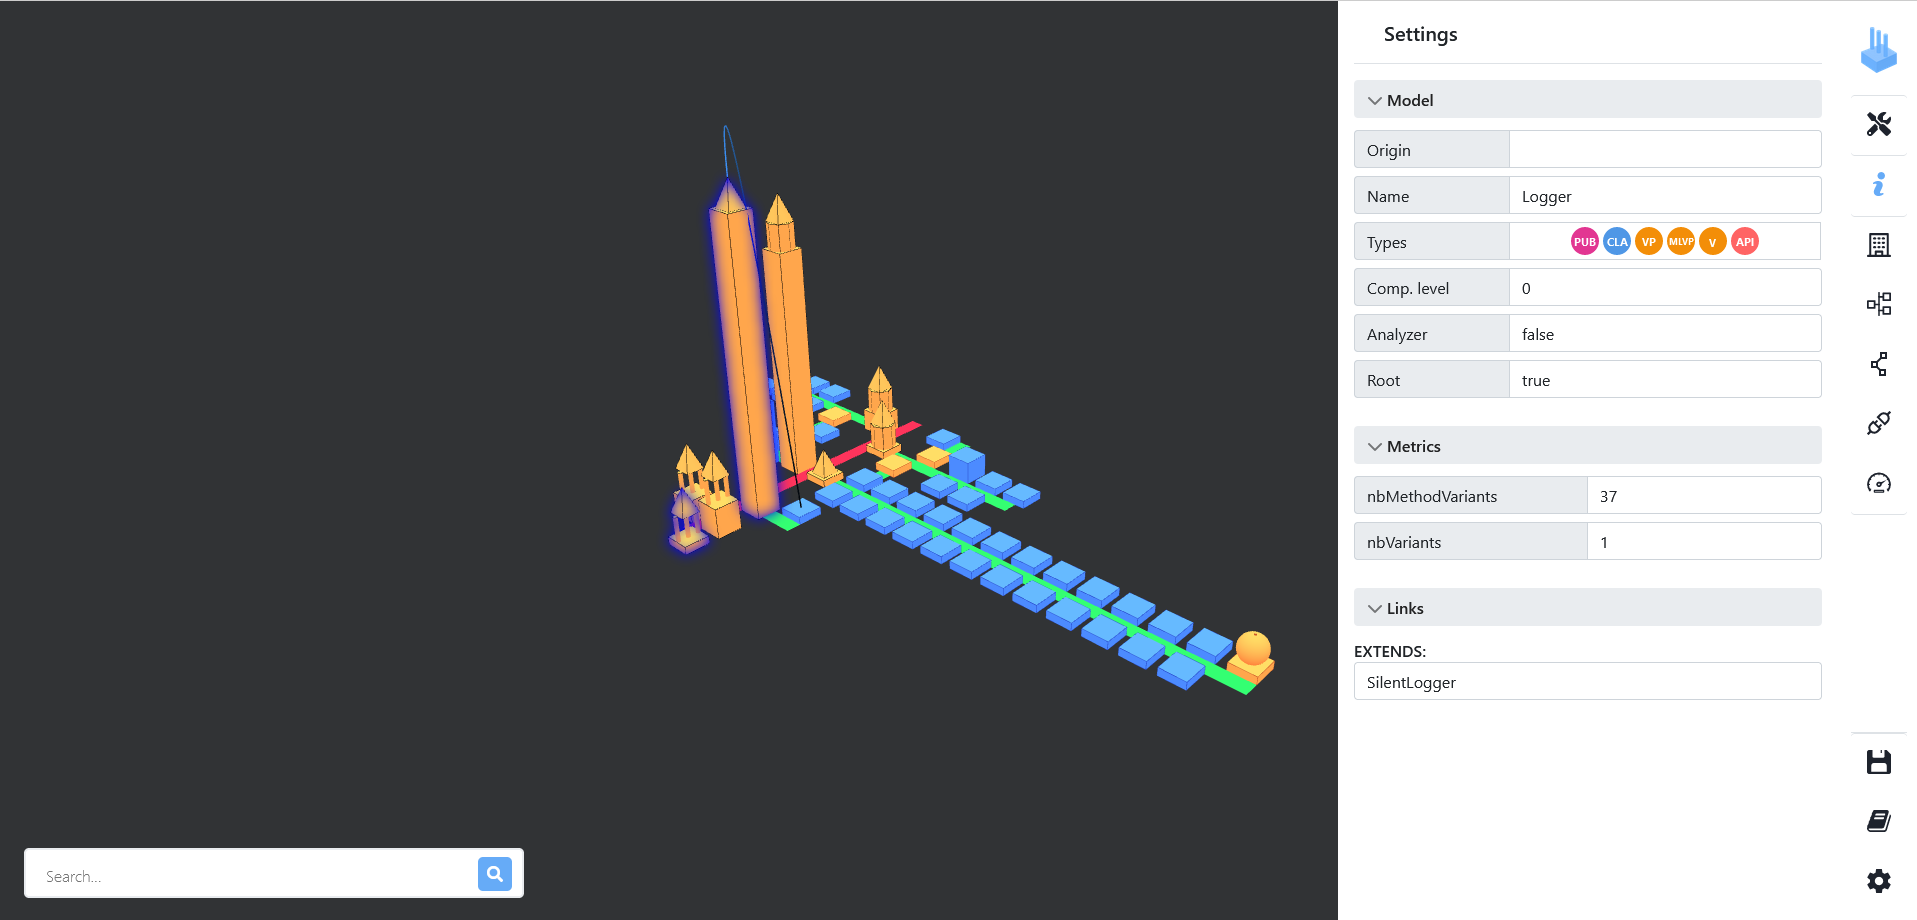 Settings
Model
Origin
Name Logger
Types PUB CLA VP MLVP V API
Comp. level 0
Analyzer false
Root true
Metrics
nbMethodVariants 37
nbVariants 1
Links
EXTENDS:
SilentLogger
Search...